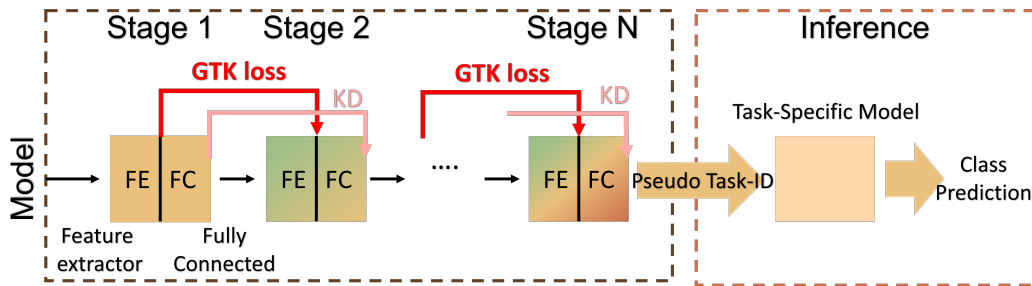 Stage 1
Stage 2
Stage N
Inference
GTK loss
KD
GTK loss
KD
Model
FE
FC
FE
FC
....
FE
FC
Feature
extractor
Fully
Connected
Pseudo Task-ID
Task-Specific Model
Class
Prediction